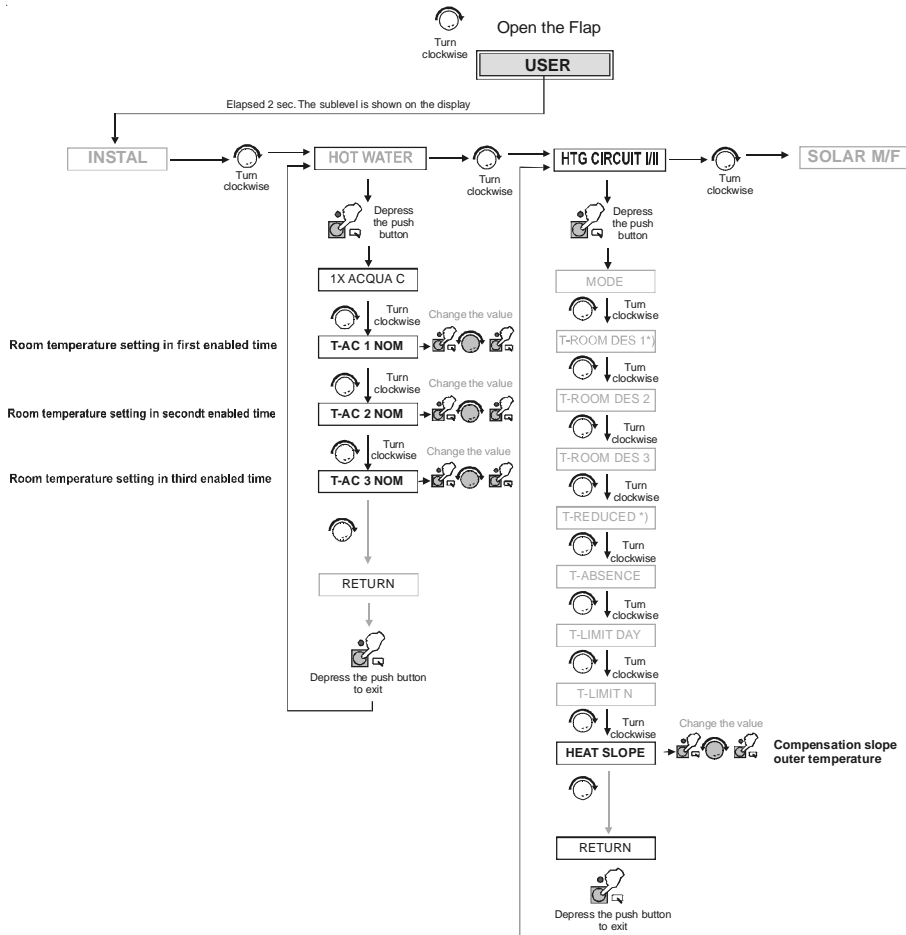 Open the Flap
Turn
clockwise
USER
Elapsed 2 sec. The sublevel is shown on the display
INSTAL
Turn
clockwise
HOT WATER
Turn
clockwise
HTG CIRCUIT I/II
Turn
clockwise
SOLAR M/F
Depress
the push
button
1X ACQUA C
Turn
clockwise
Change the value
Room temperature setting in first enabled time
T-AC 1 NOM
Turn
clockwise
Change the value
Room temperature setting in secondt enabled time
T-AC 2 NOM
Turn
clockwise
Change the value
Room temperature setting in third enabled time
T-AC 3 NOM
RETURN
Depress the push button
to exit
Depress
the push
button
MODE
Turn
clockwise
T-ROOM DES 1*)
Turn
clockwise
T-ROOM DES 2
Turn
clockwise
T-ROOM DES 3
Turn
clockwise
T-REDUCED *)
Turn
clockwise
T-ABSENCE
Turn
clockwise
T-LIMIT DAY
Turn
clockwise
T-LIMIT N
Turn
clockwise
Change the value
HEAT SLOPE
Compensation slope
outer temperature
RETURN
Depress the push button
to exit